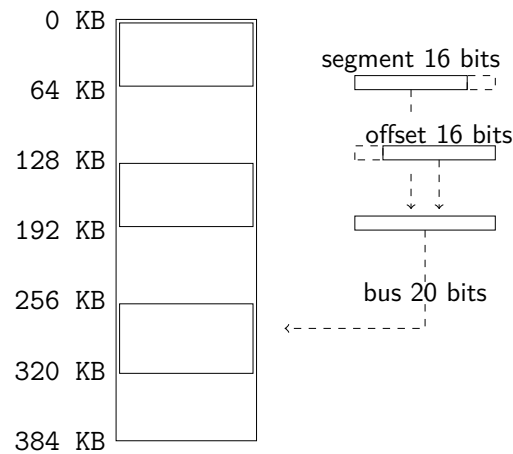 0 KB
64 KB
128 KB
192 KB
256 KB
320 KB
384 KB
segment 16 bits
offset 16 bits
bus 20 bits